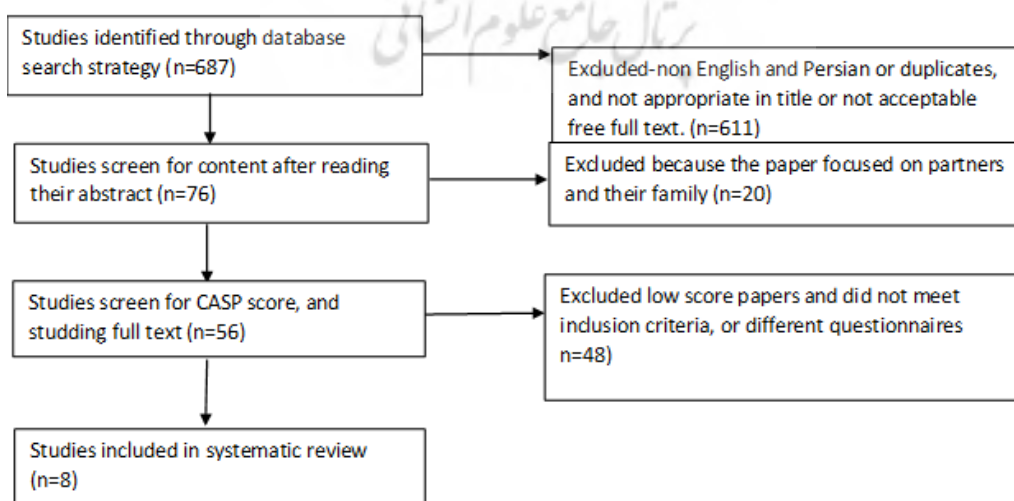 پرتال جامع علوم انسانی
Studies identified through database
search strategy (n=687)
Excluded-non English and Persian or duplicates,
and not appropriate in title or not acceptable
free full text. (n=611)
Studies screen for content after reading
their abstract (n=76)
Excluded because the paper focused on partners
and their family (n=20)
Studies screen for CASP score, and
studding full text (n=56)
Excluded low score papers and did not meet
inclusion criteria, or different questionnaires
n=48)
Studies included in systematic review
(n=8)